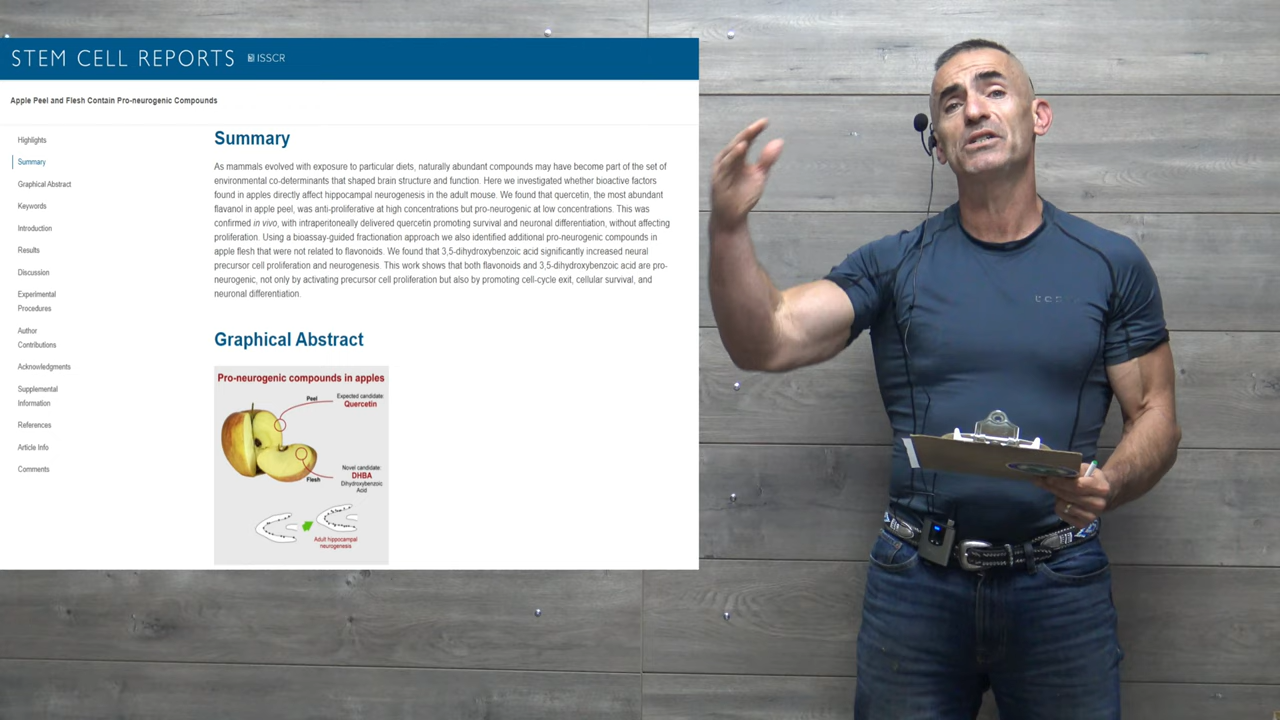 STEM CELL REPORTS ISSCR
Apple Peel and Flesh Contain Pro-neurogenic Compounds
Highlights
Summary
Graphical Abstract
Keywords
Introduction
Results
Discussion
Experimental
Procedures
Author
Contributions
Acknowledgments
Supplemental
Information
References
Article Info
Comments
Summary
As mammals evolved with exposure to particular diets, naturally abundant compounds may have become part of the set of
environmental co-determinants that shaped brain structure and function. Here we investigated whether bioactive factors
found in apples directly affect hippocampal neurogenesis in the adult mouse. We found that quercetin, the most abundant
flavanol in apple peel, was anti-proliferative at high concentrations but pro-neurogenic at low concentrations. This was
confirmed in vivo, with intraperitoneally delivered quercetin promoting survival and neuronal differentiation, without affecting
proliferation. Using a bioassay-guided fractionation approach we also identified additional pro-neurogenic compounds in
apple flesh that were not related to flavonoids. We found that 3,5-dihydroxybenzoic acid significantly increased neural
precursor cell proliferation and neurogenesis. This work shows that both flavonoids and 3,5-dihydroxybenzoic acid are pro-
neurogenic, not only by activating precursor cell proliferation but also by promoting cell-cycle exit, cellular survival, and
neuronal differentiation.
Graphical Abstract
Pro-neurogenic compounds in apples
Peel
Expected candidate:
Quercetin
Novel candidate:
DHBA
Dihydroxybenzoic
Acid
Flesh
Adult hippocampal
neurogenesis